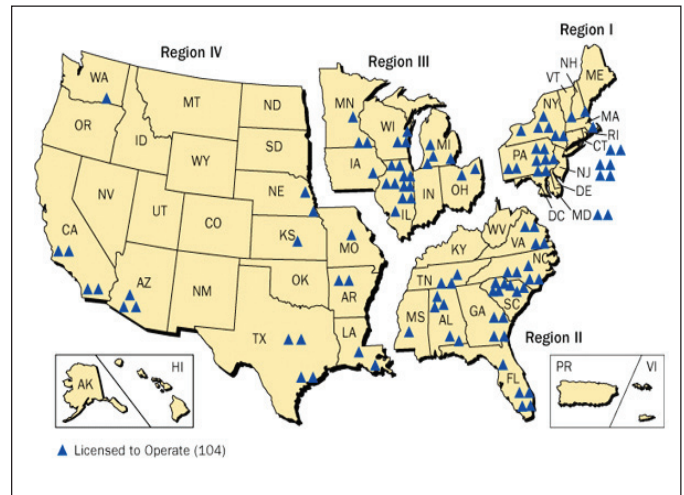 Region I
Region IV
Region III
NH
VT
ME
WA
MT
ND
MN
NY
MA
OR
ID
SD
WI
MI
RI
CT
WY
IA
PA
NJ
NV
NE
IL
IN
OH
DE
UT
CO
DC
MD
CA
KS
MO
WV
VA
KY
AZ
NM
OK
AR
TN
NC
SC
MS
AL
GA
TX
LA
Region II
HI
PR
VI
AK
FL
Licensed to Operate (104)